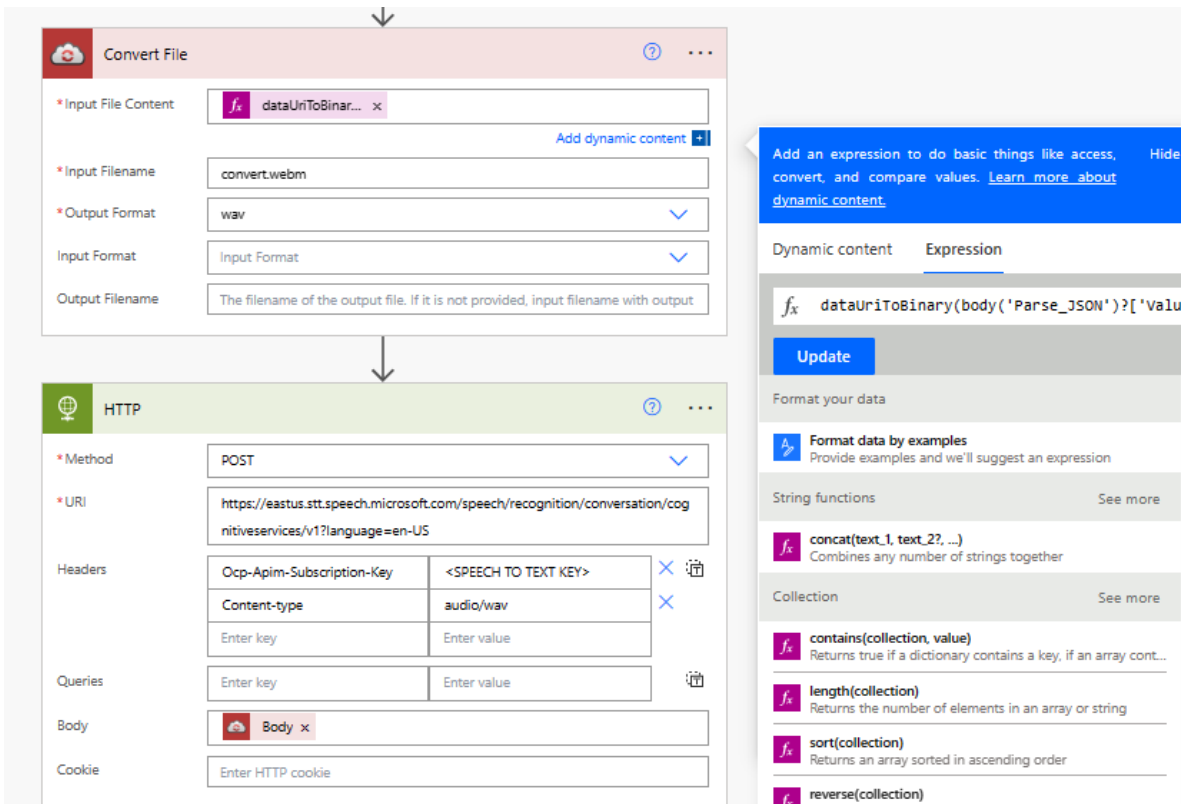 Convert File
*Input File Content
fx dataUriToBinar... ×
Add dynamic content
*Input Filename
convert.webm
*Output Format
wav
Input Format
Input Format
Output Filename
The filename of the output file. If it is not provided, input filename with output
HTTP
*Method
POST
*URI
https://eastus.stt.speech.microsoft.com/speech/recognition/conversation/cog
nitiveservices/v1?language=en-US
Headers
Ocp-Apim-Subscription-Key
<SPEECH TO TEXT KEY>
Content-type
audio/wav
Enter key
Enter value
Queries
Enter key
Enter value
Body
Body ×
Cookie
Enter HTTP cookie
Add an expression to do basic things like access,
convert, and compare values. Learn more about
dynamic content.
Hide
Dynamic content
Expression
fx dataUriToBinary(body('Parse_JSON')?['Valu
Update
Format your data
Format data by examples
Provide examples and we'll suggest an expression
String functions
See more
fx concat(text_1, text_2?, ...)
Combines any number of strings together
Collection
See more
fx contains(collection, value)
Returns true if a dictionary contains a key, if an array cont...
fx length(collection)
Returns the number of elements in an array or string
fx sort(collection)
Returns an array sorted in ascending order
fx reverse(collection)